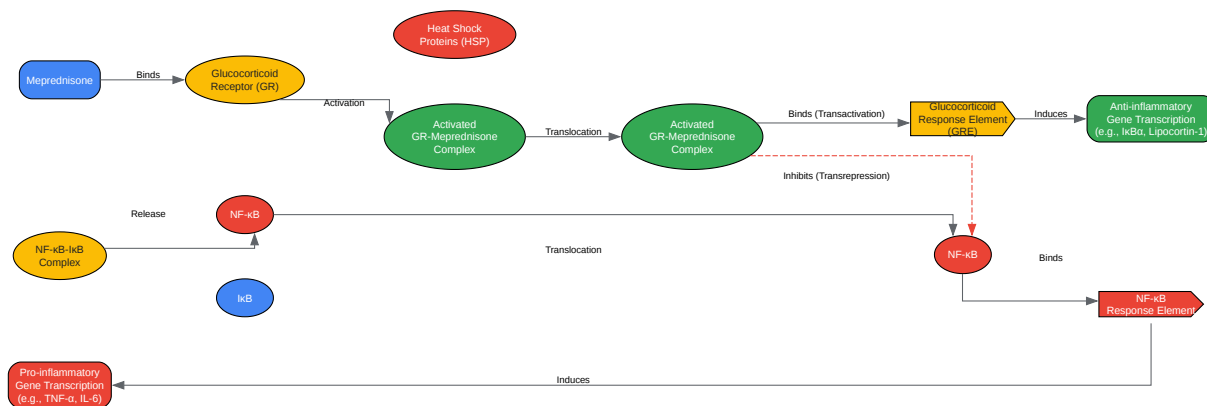 Heat Shock
Proteins (HSP)
Meprednisone
Binds
Glucocorticoid
Receptor (GR)
Activation
Activated
GR-Meprednisone
Complex
Translocation
Activated
GR-Meprednisone
Complex
Binds (Transactivation)
Glucocorticoid
Response Element
(GRE)
Induces
Anti-inflammatory
Gene Transcription
(e.g., IκBα, Lipocortin-1)
Inhibits (Transrepression)
Release
NF-κB
NF-κB-IκB
Complex
Translocation
NF-κB
Binds
IκB
NF-κB
Response Element
Pro-inflammatory
Gene Transcription
(e.g., TNF-α, IL-6)
Induces